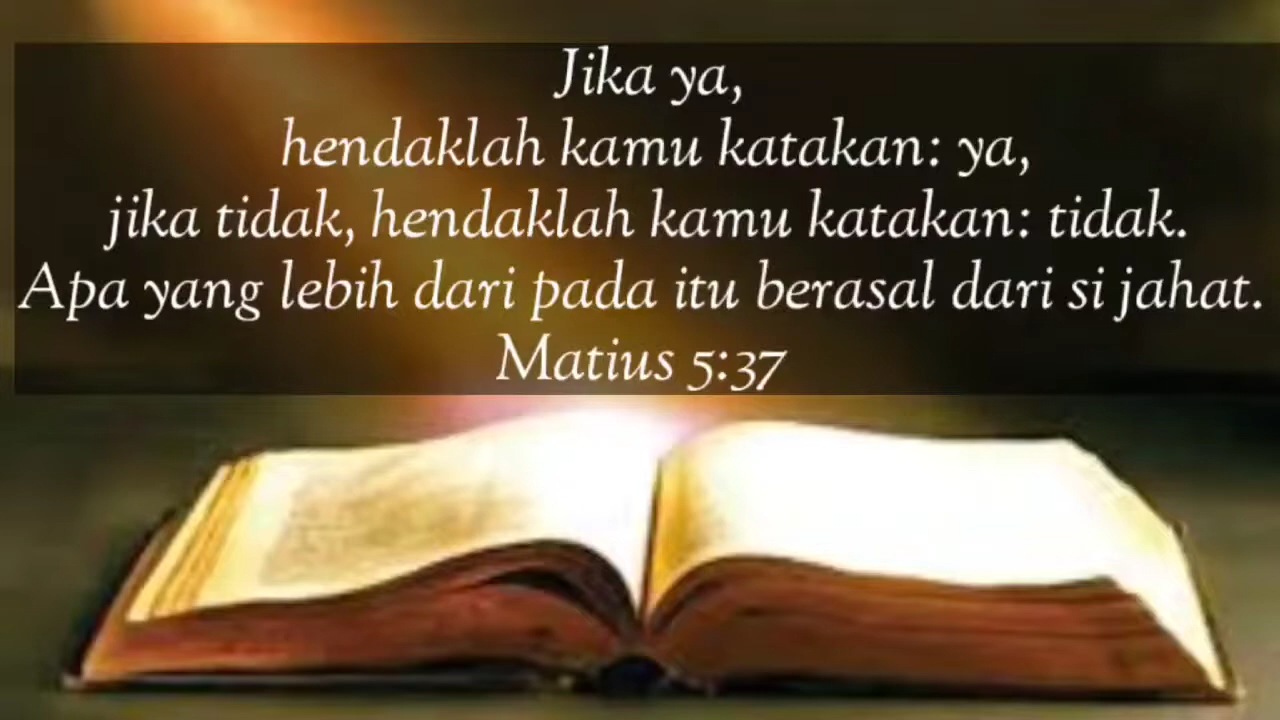 Jika ya,
hendaklah kamu katakan: ya,
jika tidak, hendaklah kamu katakan: tidak.
Apa yang lebih dari pada itu berasal dari si jahat.
Matius 5:37